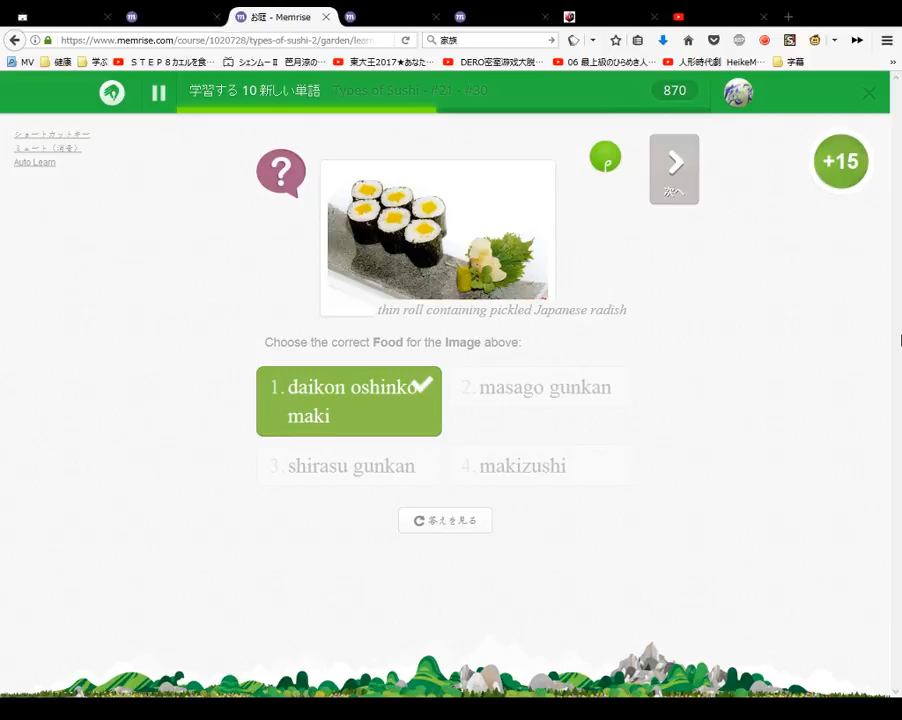 お庭 - Memrise
https://www.memrise.com/course/1020728/types-of-sushi-2/garden/learn
家族
MV 健康 学ぶ ＳＴＥＰ８カエルを食… シェンムーⅡ 芭月涼の… 東大王2017★あなた… DERO密室游戏大脱… 06 最上級のひらめき人… 人形時代劇 HeikeM… 字幕
学習する 10 新しい単語 Types of Sushi - #21 - #30 870
ショートカットキー
ミュート（消音）
Auto Learn
?
次へ
+15
thin roll containing pickled Japanese radish
Choose the correct Food for the Image above:
1. daikon oshinko maki
2. masago gunkan
3. shirasu gunkan
4. makizushi
答えを見る